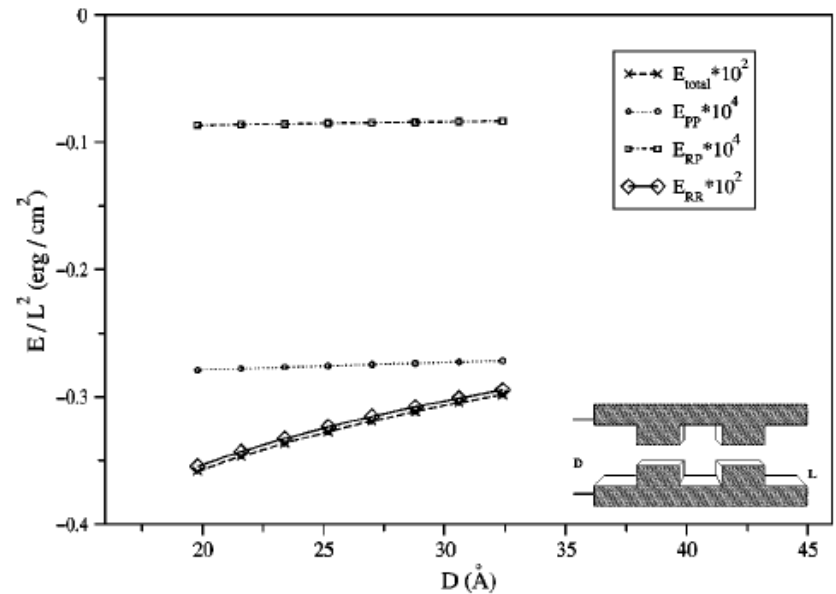 0
−0.1
−0.2
−0.3
−0.4
E / L² (erg / cm²)
E_total*10²
E_PP*10⁴
E_RP*10⁴
E_RR*10²
D
L
20 25 30 35 40 45
D (Å)